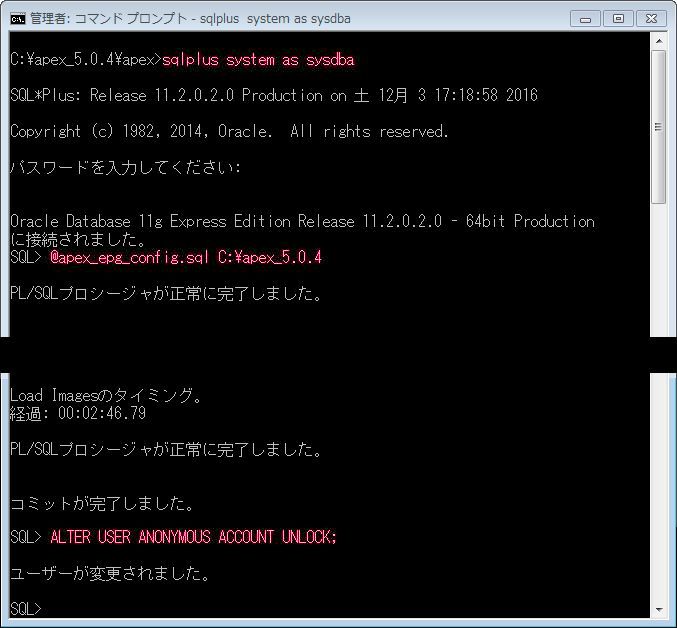 管理者: コマンド プロンプト - sqlplus  system as sysdba
C:¥apex_5.0.4¥apex>sqlplus system as sysdba
SQL*Plus: Release 11.2.0.2.0 Production on 土 12月 3 17:18:58 2016
Copyright (c) 1982, 2014, Oracle.  All rights reserved.
パスワードを入力してください:
Oracle Database 11g Express Edition Release 11.2.0.2.0 - 64bit Production
に接続されました。
SQL> @apex_epg_config.sql C:¥apex_5.0.4
PL/SQLプロシージャが正常に完了しました。
Load Imagesのタイミング。
経過: 00:02:46.79
PL/SQLプロシージャが正常に完了しました。
コミットが完了しました。
SQL> ALTER USER ANONYMOUS ACCOUNT UNLOCK;
ユーザーが変更されました。
SQL>